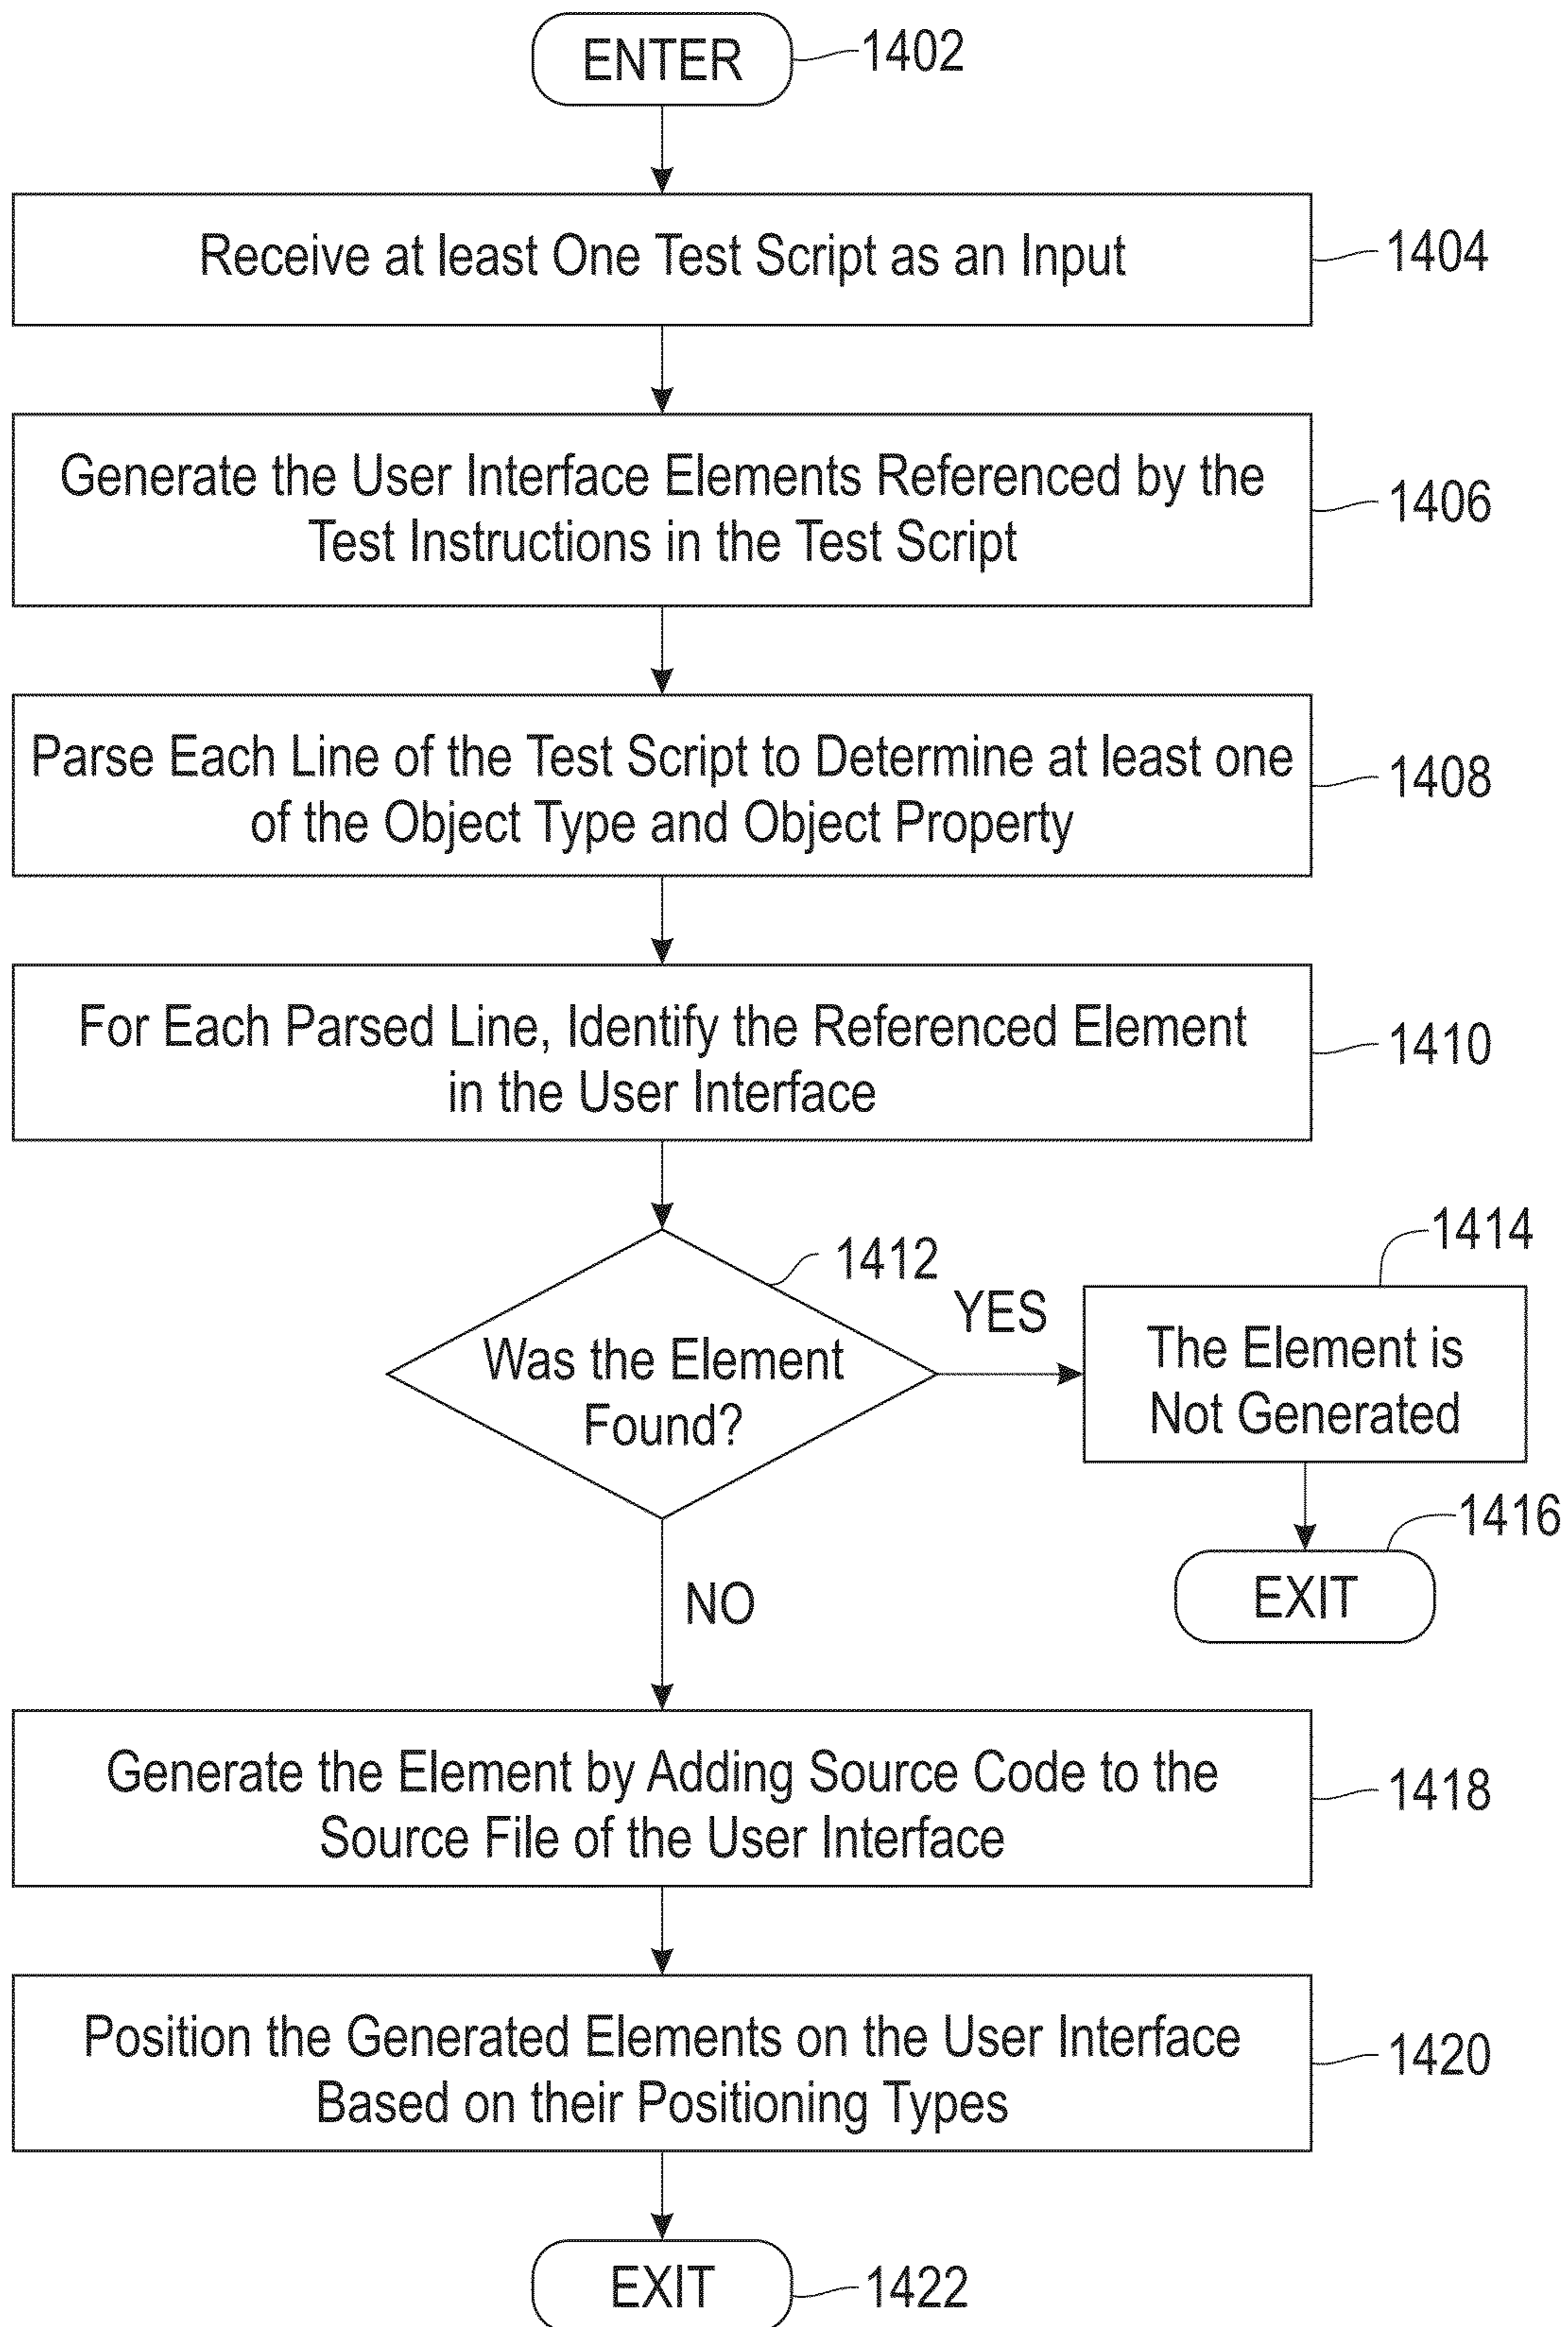 ENTER
1402
Receive at least One Test Script as an Input
1404
Generate the User Interface Elements Referenced by the
Test Instructions in the Test Script
1406
Parse Each Line of the Test Script to Determine at least one
of the Object Type and Object Property
1408
For Each Parsed Line, Identify the Referenced Element
in the User Interface
1410
1412
Was the Element
Found?
YES
1414
The Element is
Not Generated
1416
EXIT
NO
Generate the Element by Adding Source Code to the
Source File of the User Interface
1418
Position the Generated Elements on the User Interface
Based on their Positioning Types
1420
EXIT
1422